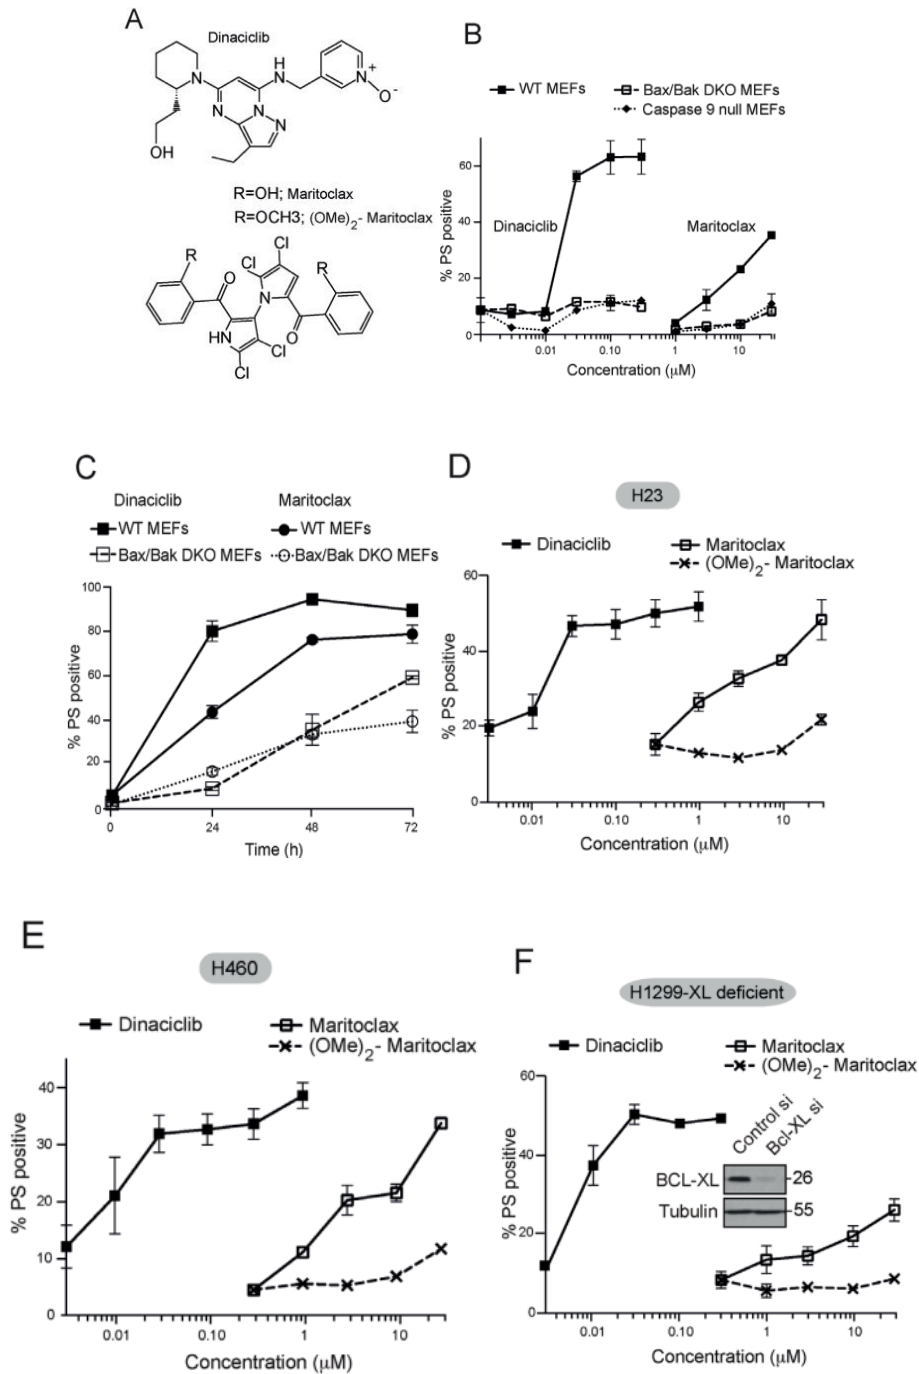 A
Dinaciclib
N
NH
N
N
N
N
N
+
O-
OH
R=OH; Maritoclax
R=OCH3; (OMe)2- Maritoclax
R
O
Cl
Cl
N
R
O
HN
Cl
Cl
B
WT MEFs
Bax/Bak DKO MEFs
Caspase 9 null MEFs
% PS positive
60
40
20
0
Dinaciclib
Maritoclax
0.01
0.10
1
10
Concentration (μM)
C
Dinaciclib
Maritoclax
WT MEFs
WT MEFs
Bax/Bak DKO MEFs
Bax/Bak DKO MEFs
% PS positive
100
80
60
40
20
0
0
24
48
72
Time (h)
D
H23
Dinaciclib
Maritoclax
(OMe)2- Maritoclax
% PS positive
60
40
20
0
0.01
0.10
1
10
Concentration (μM)
E
H460
Dinaciclib
Maritoclax
(OMe)2- Maritoclax
% PS positive
40
30
20
10
0
0.01
0.10
1
10
Concentration (μM)
F
H1299-XL deficient
Dinaciclib
Maritoclax
(OMe)2- Maritoclax
% PS positive
60
40
20
0
Control si
Bcl-XL si
BCL-XL
26
Tubulin
55
0.01
0.10
1
10
Concentration (μM)